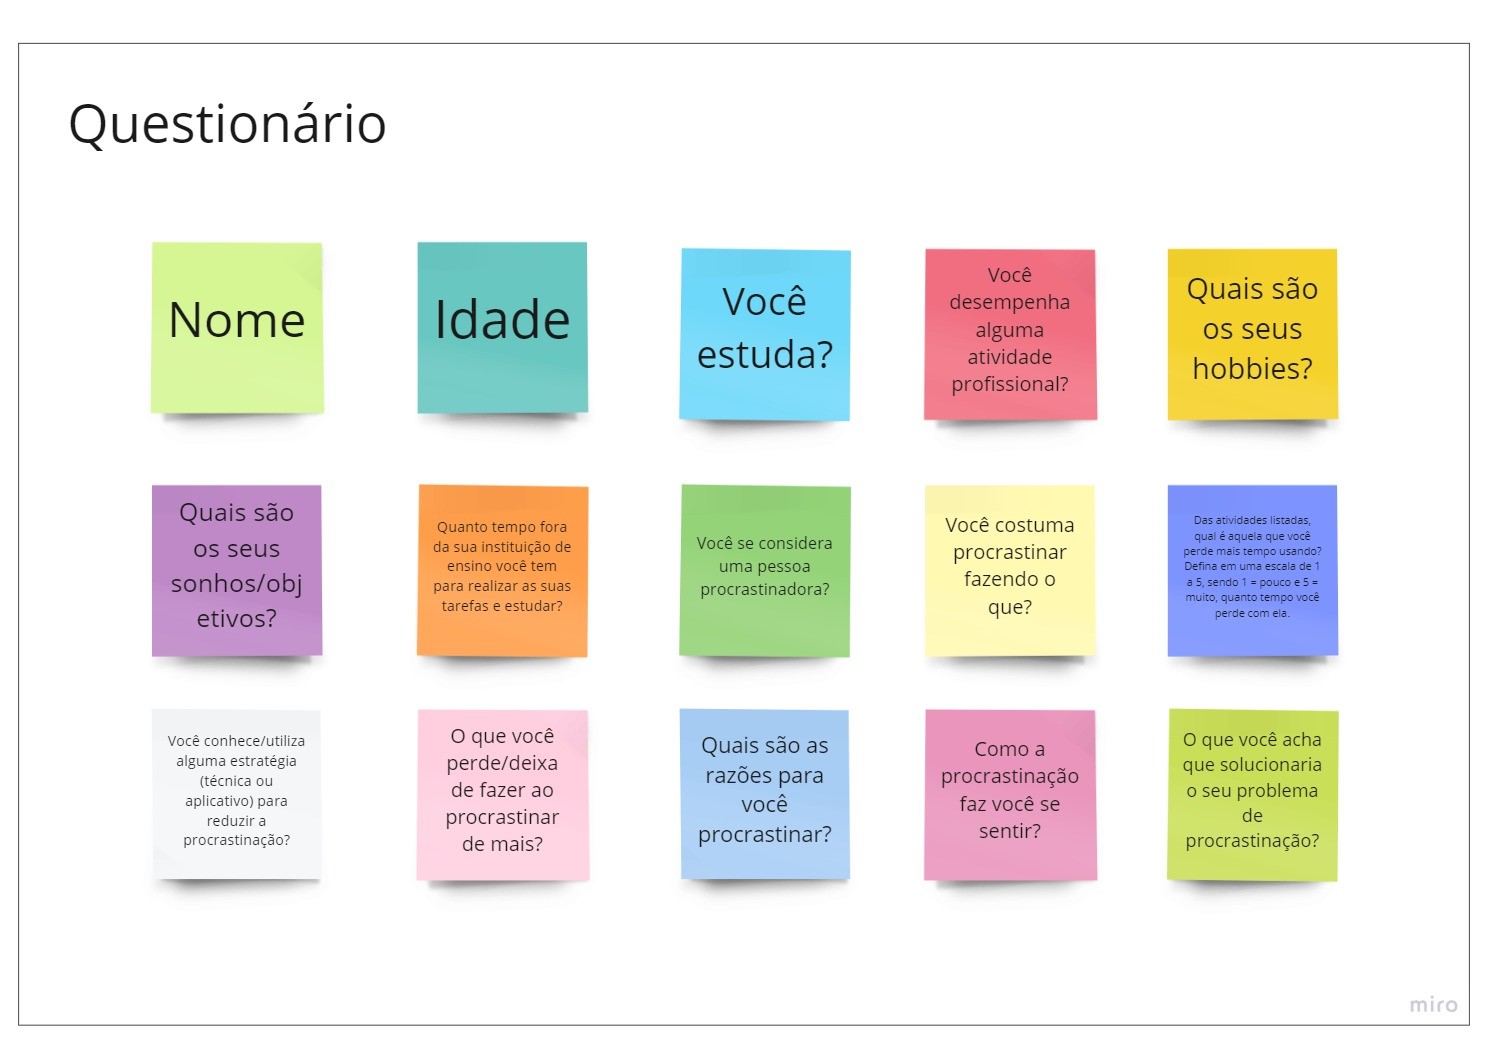 Questionário
Nome
Idade
Você
estuda?
Você
desempenha
alguma
atividade
profissional?
Quais são
os seus
hobbies?
Quais são
os seus
sonhos/obj
etivos?
Quanto tempo fora
da sua instituição de
ensino você tem
para realizar as suas
tarefas e estudar?
Você se considera
uma pessoa
procrastinadora?
Você costuma
procrastinar
fazendo o
que?
Das atividades listadas,
qual é aquela que você
perde mais tempo usando?
Defina em uma escala de 1
a 5, sendo 1 = pouco e 5 =
muito, quanto tempo você
perde com ela.
Você conhece/utiliza
alguma estratégia
(técnica ou
aplicativo) para
reduzir a
procrastinação?
O que você
perde/deixa
de fazer ao
procrastinar
de mais?
Quais são as
razões para
você
procrastinar?
Como a
procrastinação
faz você se
sentir?
O que você acha
que solucionaria
o seu problema
de
procrastinação?
miro